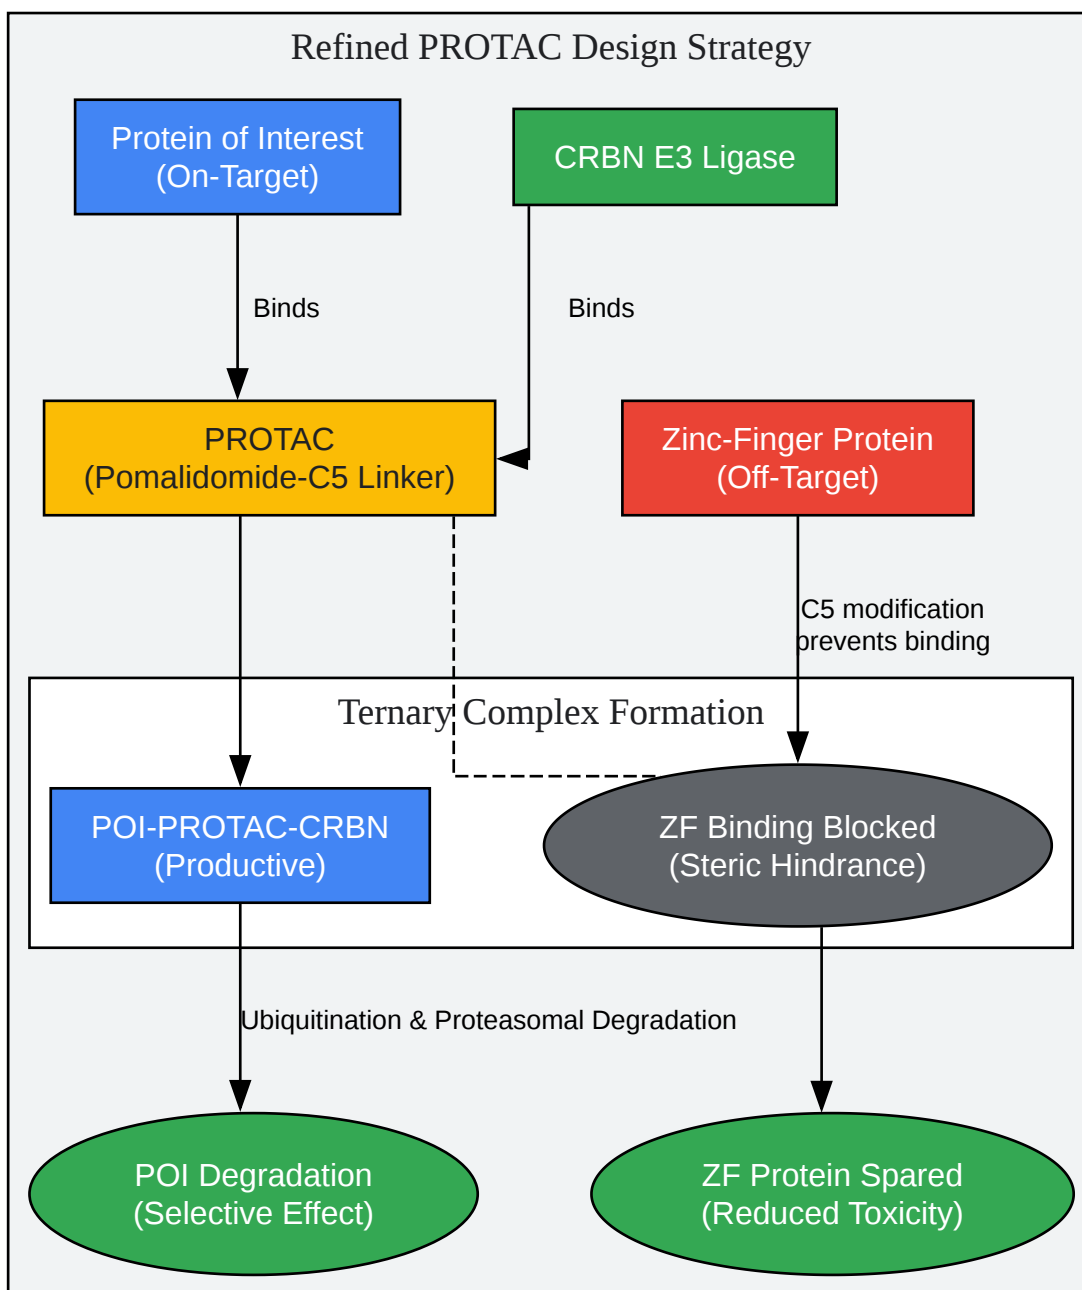 Refined PROTAC Design Strategy
Protein of Interest
(On-Target)
CRBN E3 Ligase
Binds
Binds
PROTAC
(Pomalidomide-C5 Linker)
Zinc-Finger Protein
(Off-Target)
C5 modification
prevents binding
Ternary Complex Formation
POI-PROTAC-CRBN
(Productive)
ZF Binding Blocked
(Steric Hindrance)
Ubiquitination & Proteasomal Degradation
POI Degradation
(Selective Effect)
ZF Protein Spared
(Reduced Toxicity)